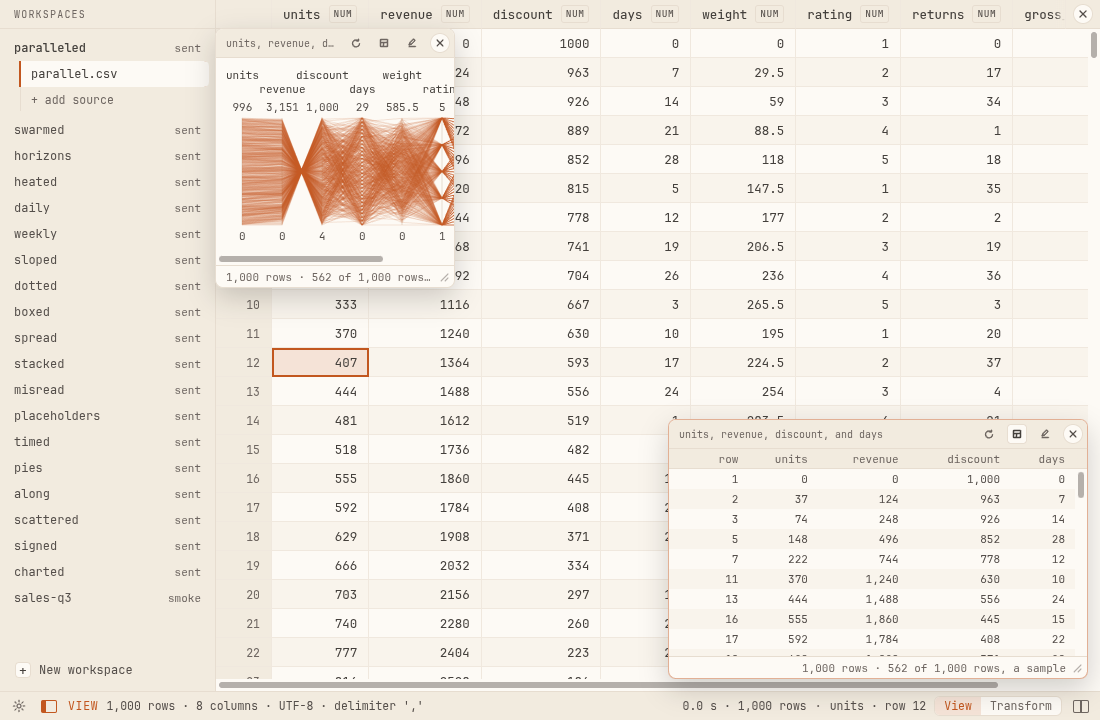 WORKSPACES
paralleled sent
parallel.csv
+ add source
swarmed sent
horizons sent
heated sent
daily sent
weekly sent
sloped sent
dotted sent
boxed sent
spread sent
stacked sent
misread sent
placeholders sent
timed sent
pies sent
along sent
scattered sent
signed sent
charted sent
sales-q3 smoke
+ New workspace
units NUM revenue NUM discount NUM days NUM weight NUM rating NUM returns NUM gross
0 1000 0 0 1 0
24 963 7 29.5 2 17
48 926 14 59 3 34
72 889 21 88.5 4 1
96 852 28 118 5 18
20 815 5 147.5 1 35
44 778 12 177 2 2
68 741 19 206.5 3 19
92 704 26 236 4 36
10 333 1116 667 3 265.5 5 3
11 370 1240 630 10 195 1 20
12 407 1364 593 17 224.5 2 37
13 444 1488 556 24 254 3 4
14 481 1612 519
15 518 1736 482
16 555 1860 445
17 592 1784 408
18 629 1908 371
19 666 2032 334
20 703 2156 297
21 740 2280 260
22 777 2404 223
units, revenue, d…
units discount weight
revenue days
996 3,151 1,000 29 585.5 5
0 0 4 0 0 1
1,000 rows · 562 of 1,000 rows…
units, revenue, discount, and days
row units revenue discount days
1 0 0 1,000 0
2 37 124 963 7
3 74 248 926 14
5 148 496 852 28
7 222 744 778 12
11 370 1,240 630 10
13 444 1,488 556 24
16 555 1,860 445 15
17 592 1,784 408 22
1,000 rows · 562 of 1,000 rows, a sample
VIEW 1,000 rows · 8 columns · UTF-8 · delimiter ','
0.0 s · 1,000 rows · units · row 12 View Transform